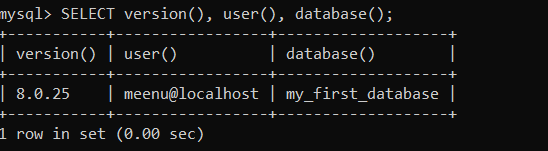 mysql> SELECT version(), user(), database();
+-----------+-----------------+-------------------+
| version() | user()          | database()        |
+-----------+-----------------+-------------------+
| 8.0.25    | meenu@localhost | my_first_database |
+-----------+-----------------+-------------------+
1 row in set (0.00 sec)